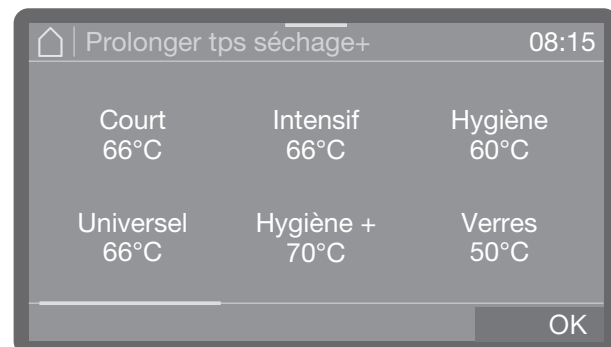 Prolonger tps séchage+ 08:15
Court Intensif Hygiène
66°C 66°C 60°C
Universel Hygiène + Verres
66°C 70°C 50°C
OK